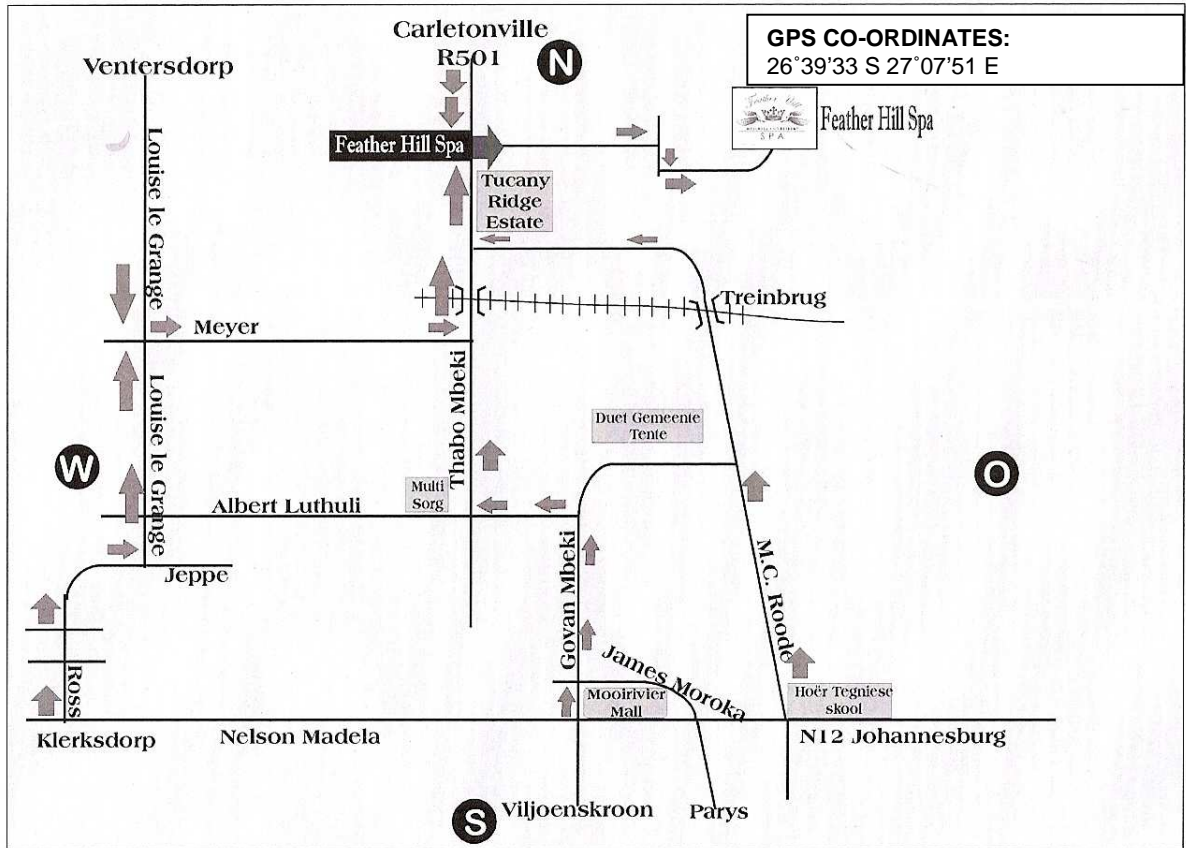 GPS CO-ORDINATES:
26˚39’33 S 27˚07’51 E
Carletonville
R501
N
Ventersdorp
Feather Hill
SPA
Feather Hill Spa
Feather Hill Spa
Louise le Grange
Tucany
Ridge
Estate
Treinbrug
Meyer
Louise le Grange
Thabo Mbeki
Duet Gemeente
Tente
W
O
Multi
Sorg
Albert Luthuli
Jeppe
M.C. Roode
Govan Mbeki
James Moroka
Ross
Mooirivier
Mall
Hoër Tegniese
skool
Klerksdorp
Nelson Madela
N12 Johannesburg
S
Viljoenskroon
Parys